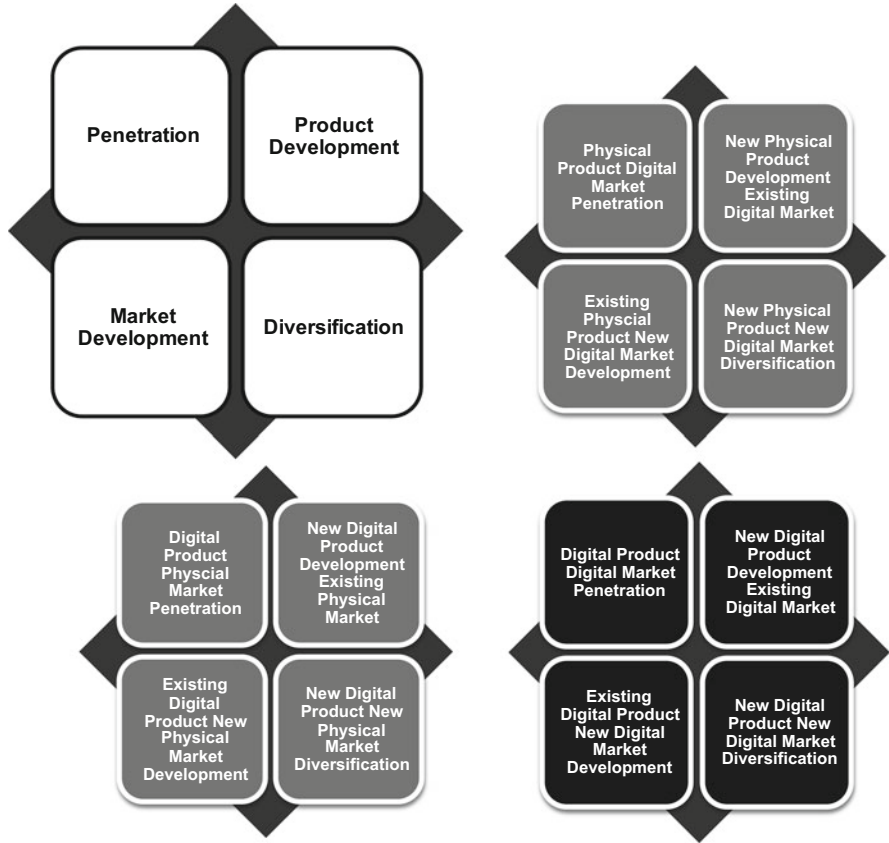 Penetration
Product
Development
Market
Development
Diversification
Physical
Product Digital
Market
Penetration
New Physical
Product
Development
Existing
Digital Market
Existing
Physcial
Product New
Digital Market
Development
New Physical
Product New
Digital Market
Diversification
Digital
Product
Physcial
Market
Penetration
New Digital
Product
Development
Existing
Physical
Market
Existing
Digital
Product New
Physical
Market
Development
New Digital
Product New
Physical
Market
Diversification
Digital Product
Digital Market
Penetration
New Digital
Product
Development
Existing
Digital Market
Existing
Digital Product
New Digital
Market
Development
New Digital
Product New
Digital Market
Diversification